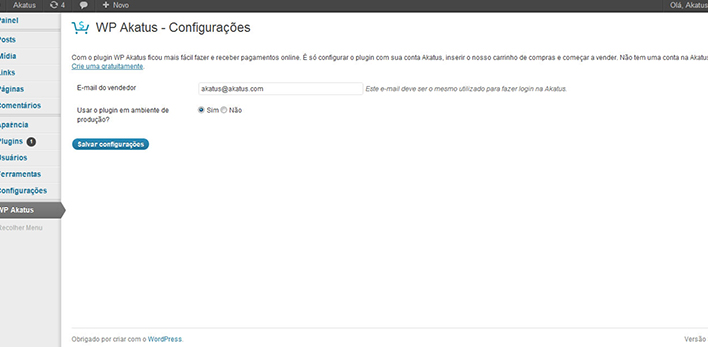 Akatus 4 + Novo Olá, Akatus
Painel
Posts
Mídia
Links
Páginas
Comentários
Aparência
Plugins 1
Usuários
Ferramentas
Configurações
WP Akatus
Recolher Menu
WP Akatus - Configurações
Com o plugin WP Akatus ficou mais fácil fazer e receber pagamentos online. É só configurar o plugin com sua conta Akatus, inserir o nosso carrinho de compras e começar a vender. Não tem uma conta na Akatus
Crie uma gratuitamente.
E-mail do vendedor akatus@akatus.com Este e-mail deve ser o mesmo utilizado para fazer login na Akatus.
Usar o plugin em ambiente de Sim Não
produção?
Salvar configurações
Obrigado por criar com o WordPress. Versão